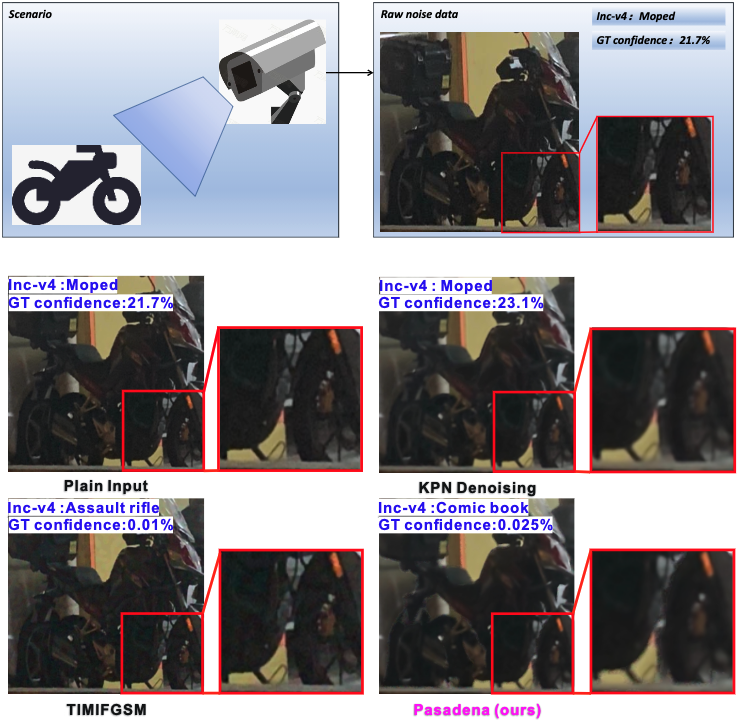 Scenario
Raw noise data
Inc-v4 : Moped
GT confidence : 21.7%
Inc-v4 :Moped
GT confidence:21.7%
Inc-v4 : Moped
GT confidence:23.1%
Plain Input
KPN Denoising
Inc-v4 :Assault rifle
GT confidence:0.01%
Inc-v4 :Comic book
GT confidence:0.025%
TIMIFGSM
Pasadena (ours)